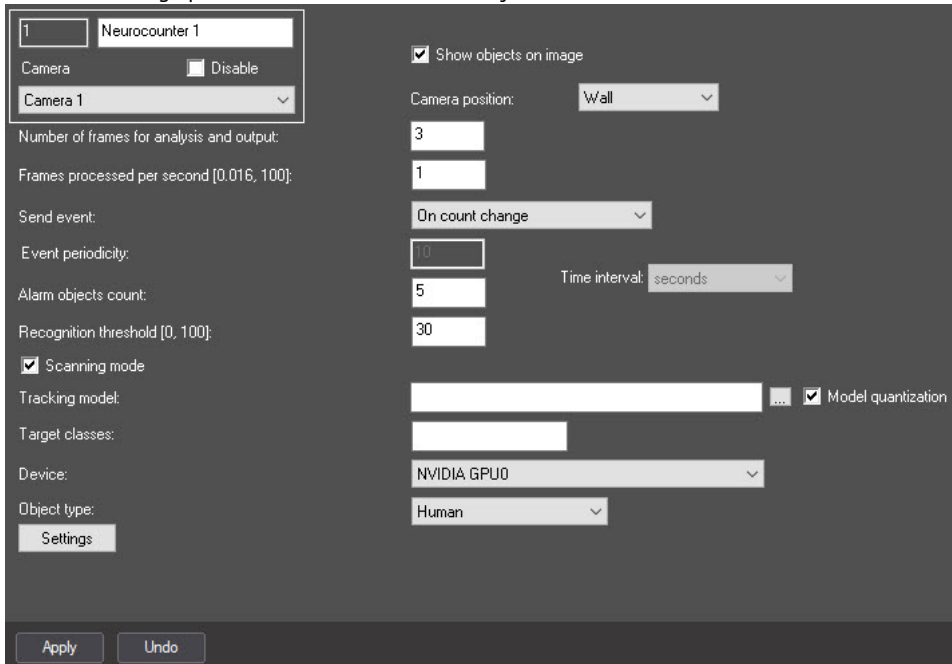 1 Neurocounter 1
Show objects on image
Camera Disable
Camera 1
Camera position: Wall
Number of frames for analysis and output: 3
Frames processed per second [0.016, 100]: 1
Send event: On count change
Event periodicity: 10
Time interval: seconds
Alarm objects count: 5
Recognition threshold [0, 100]: 30
Scanning mode
Tracking model: ... Model quantization
Target classes:
Device: NVIDIA GPU0
Object type: Human
Settings
Apply Undo